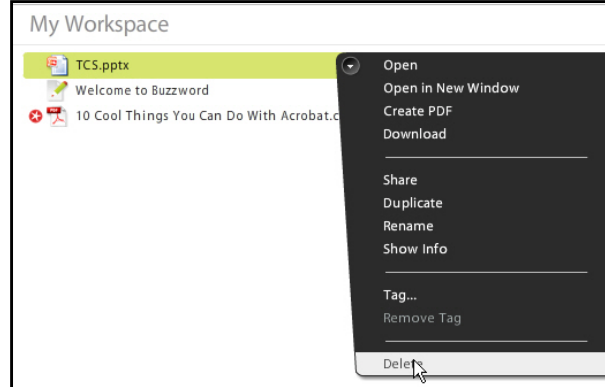 My Workspace
TCS.pptx
Welcome to Buzzword
10 Cool Things You Can Do With Acrobat.c
Open
Open in New Window
Create PDF
Download
Share
Duplicate
Rename
Show Info
Tag...
Remove Tag
Delete